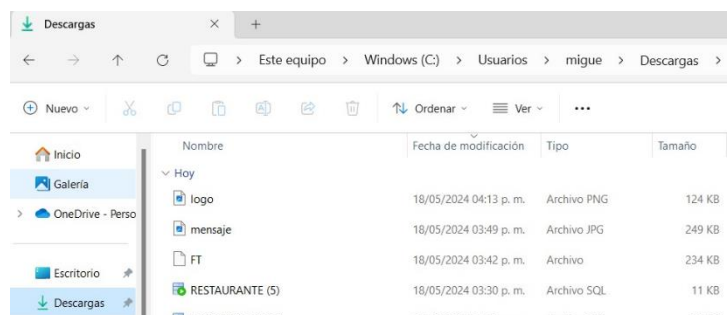 Descargas
Este equipo > Windows (C:) > Usuarios > migue > Descargas >
Nuevo Ordenar Ver ...
Nombre Fecha de modificación Tipo Tamaño
Inicio
Galería
OneDrive - Perso
Escritorio
Descargas
Hoy
logo 18/05/2024 04:13 p. m. Archivo PNG 124 KB
mensaje 18/05/2024 03:49 p. m. Archivo JPG 249 KB
FT 18/05/2024 03:42 p. m. Archivo 234 KB
RESTAURANTE (5) 18/05/2024 03:30 p. m. Archivo SQL 11 KB